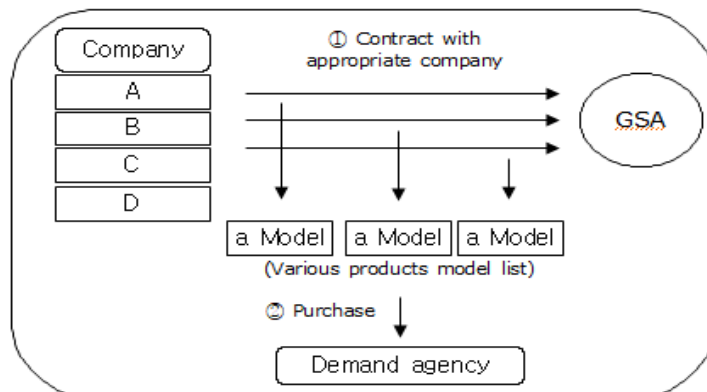 Company
① Contract with
appropriate company
A
B
C
D
GSA
a Model
a Model
a Model
(Various products model list)
② Purchase
Demand agency